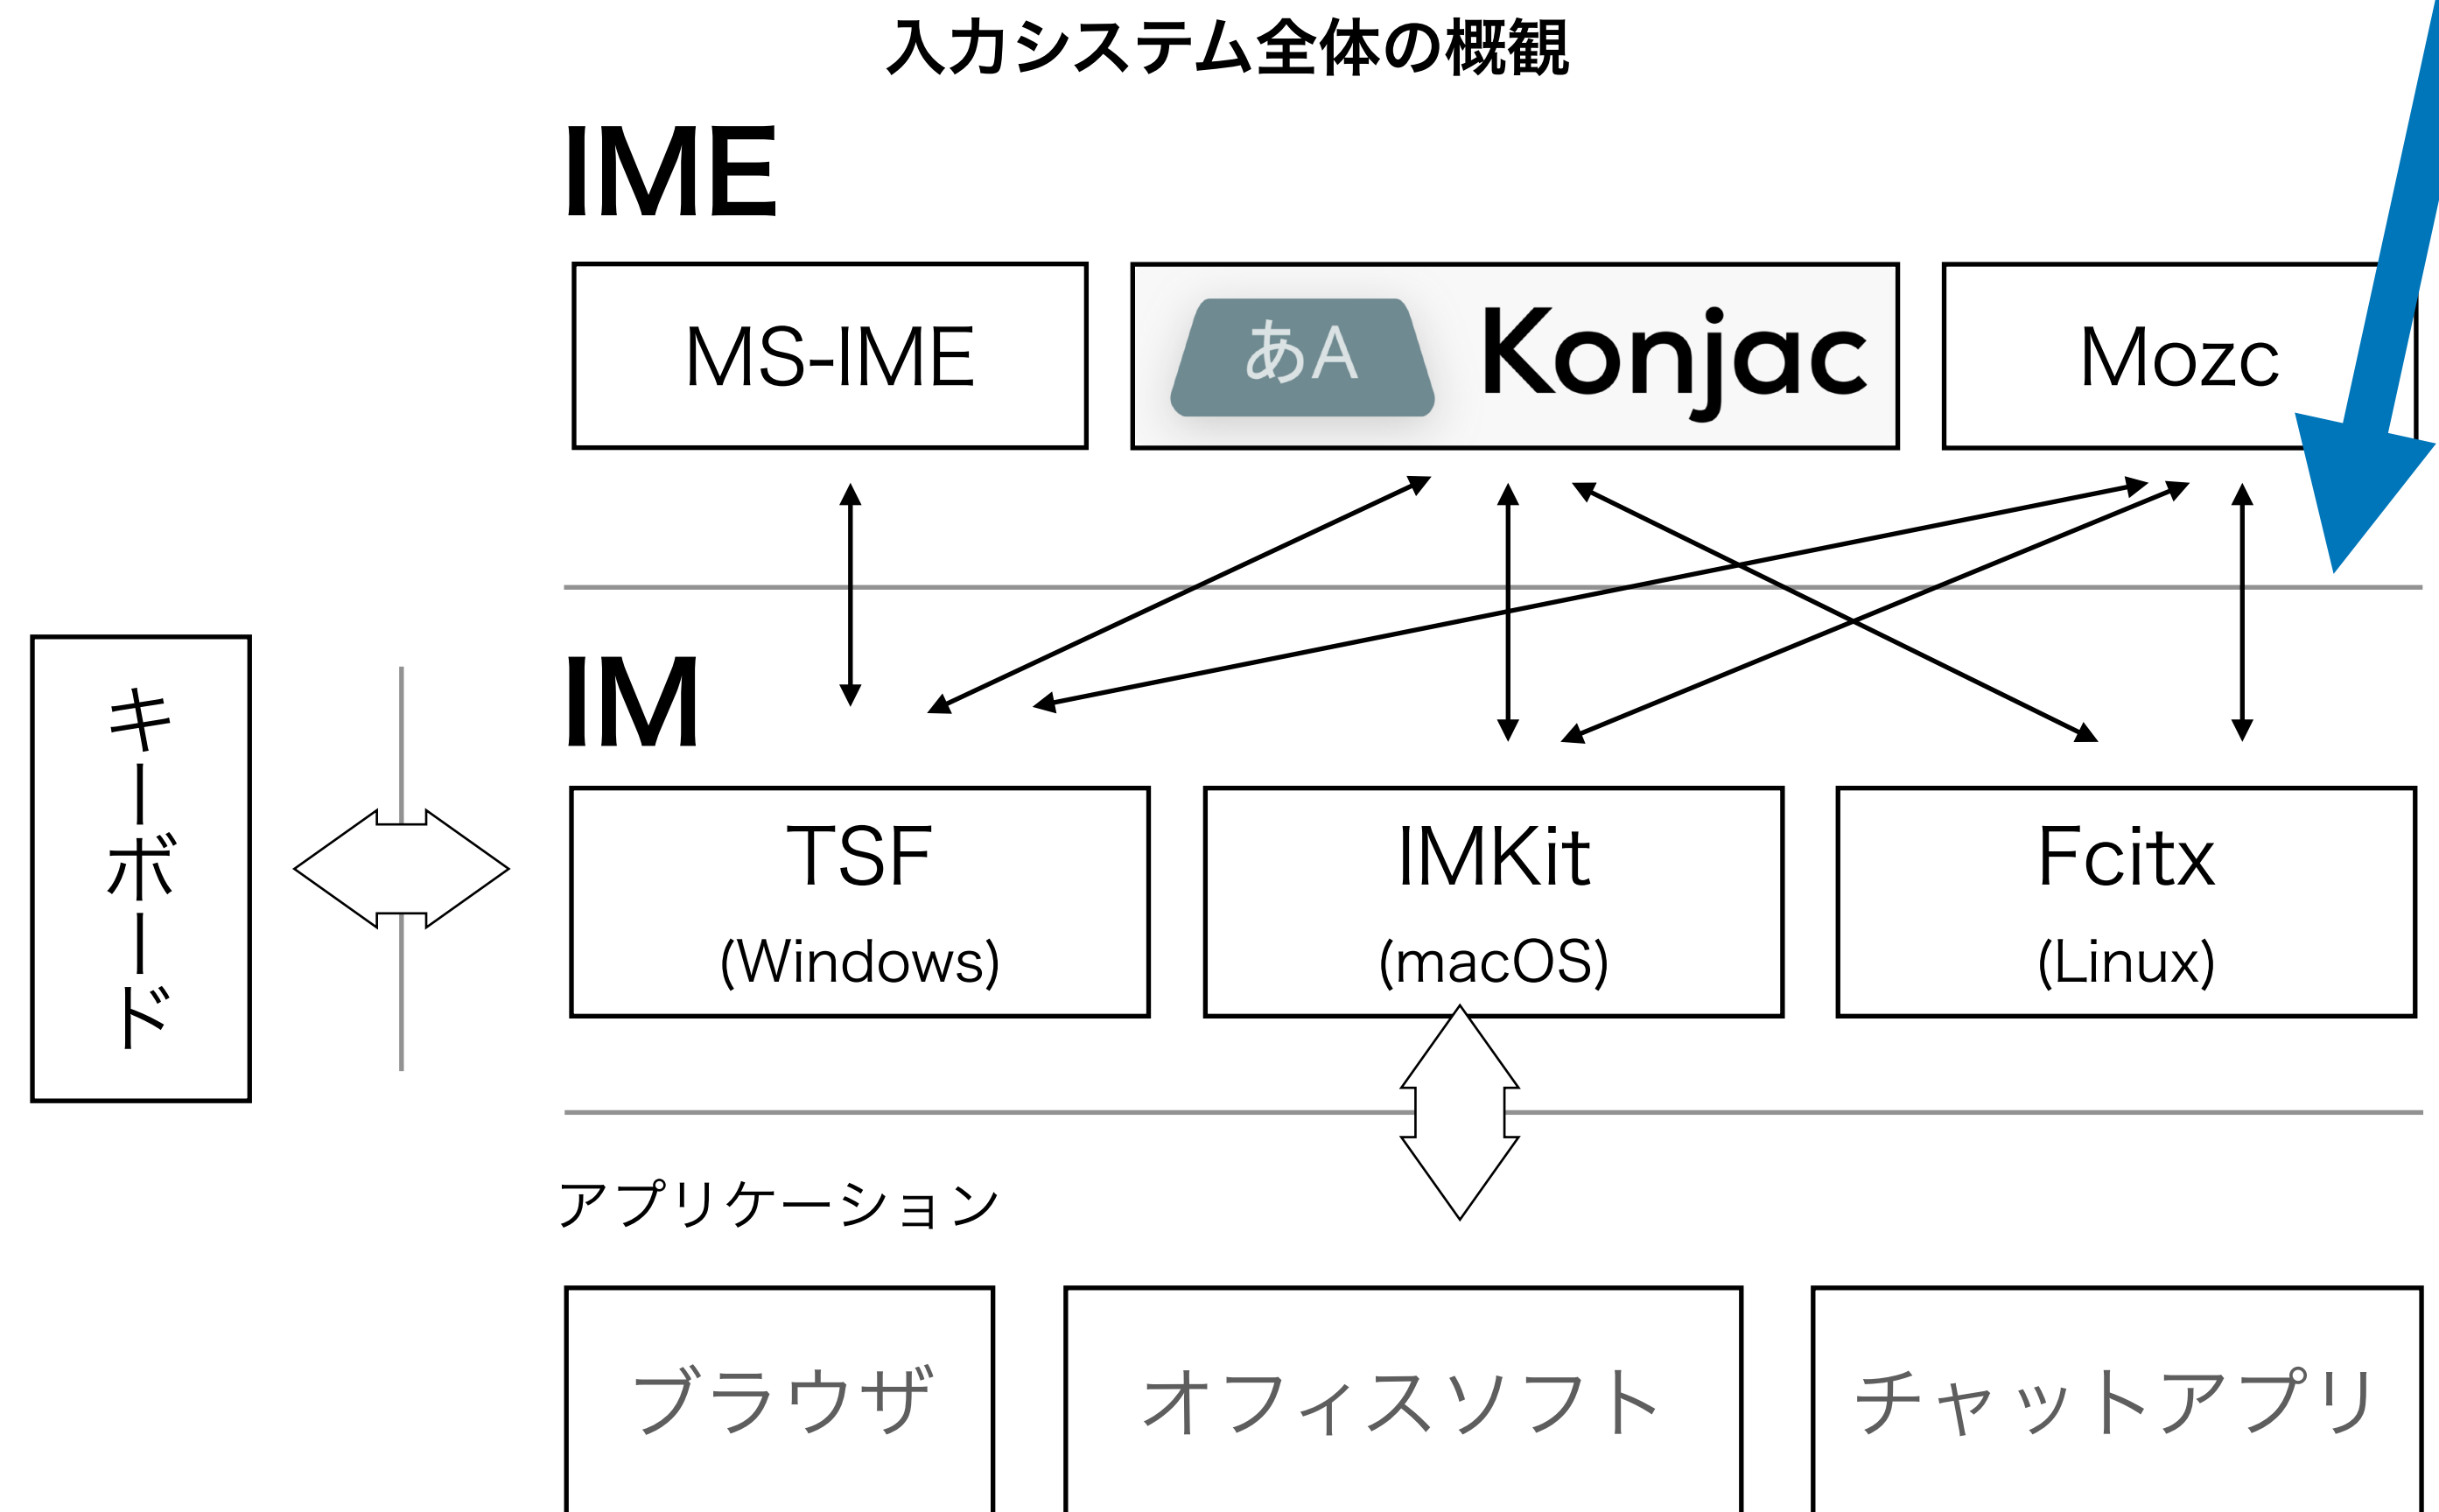 入力システム全体の概観
IME
MS-IME
あA Konjac
Mozc
キーボード
IM
TSF
(Windows)
IMKit
(macOS)
Fcitx
(Linux)
アプリケーション
ブラウザ
オフィスソフト
チャットアプリ